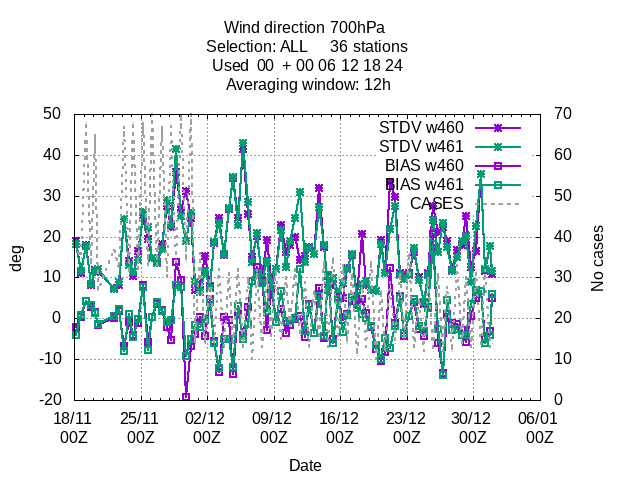 Wind direction 700hPa
Selection: ALL 36 stations
Used 00 + 00 06 12 18 24
Averaging window: 12h
50 70
STDV w460
STDV w461
40 60
BIAS w460
BIAS w461
30 50
CASES
20 40
deg
No cases
10 30
0 20
-10 10
-20 0
18/11 25/11 02/12 09/12 16/12 23/12 30/12 06/01
00Z 00Z 00Z 00Z 00Z 00Z 00Z 00Z
Date